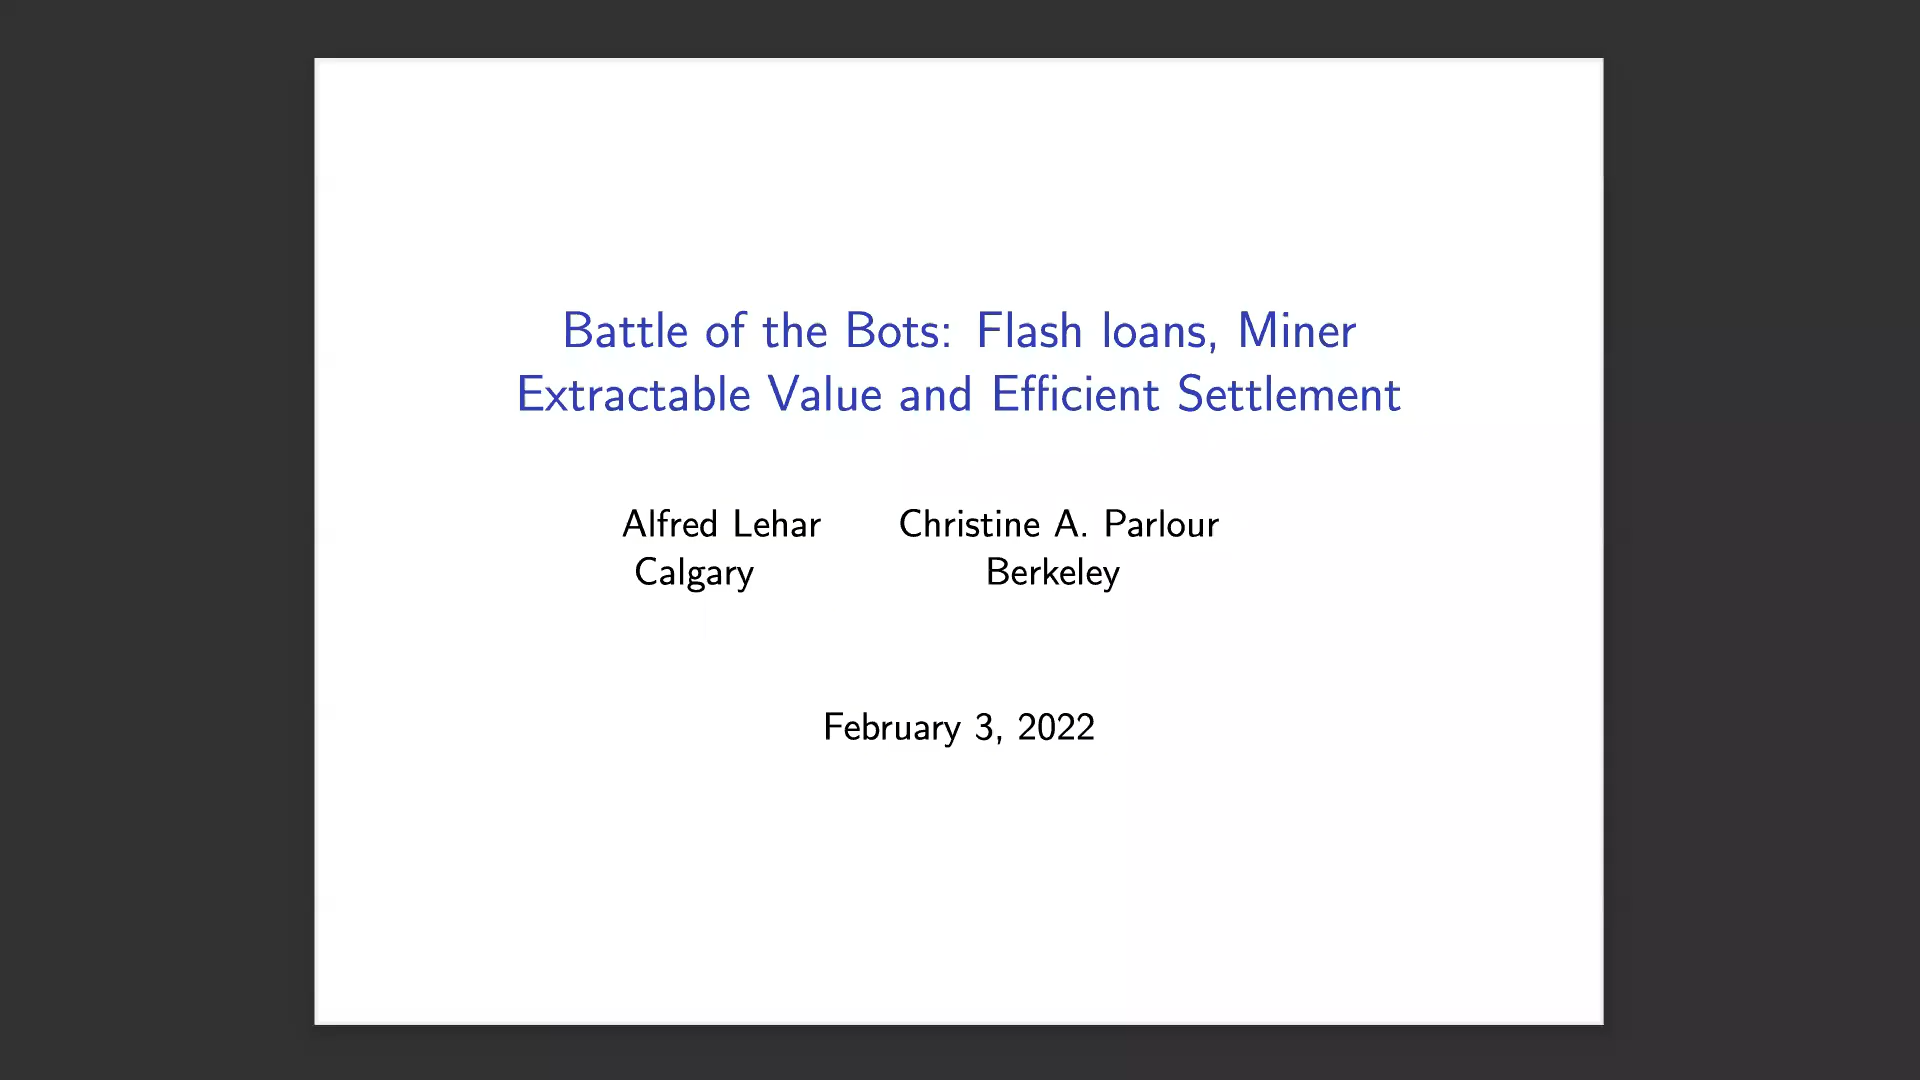 Battle of the Bots: Flash loans, Miner
Extractable Value and Efficient Settlement
Alfred Lehar Christine A. Parlour
Calgary Berkeley
February 3, 2022